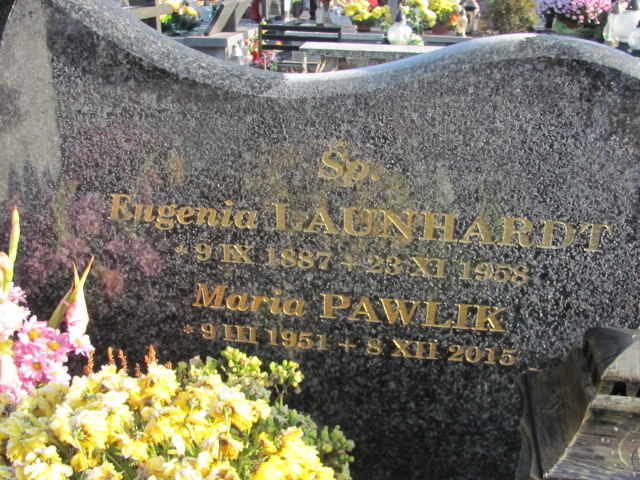 Śp.
Eugenia LAUNHARDT
* 9 IX 1887 + 23 XI 1958
Maria PAWLIK
* 9 III 1951 + 8 XII 2015